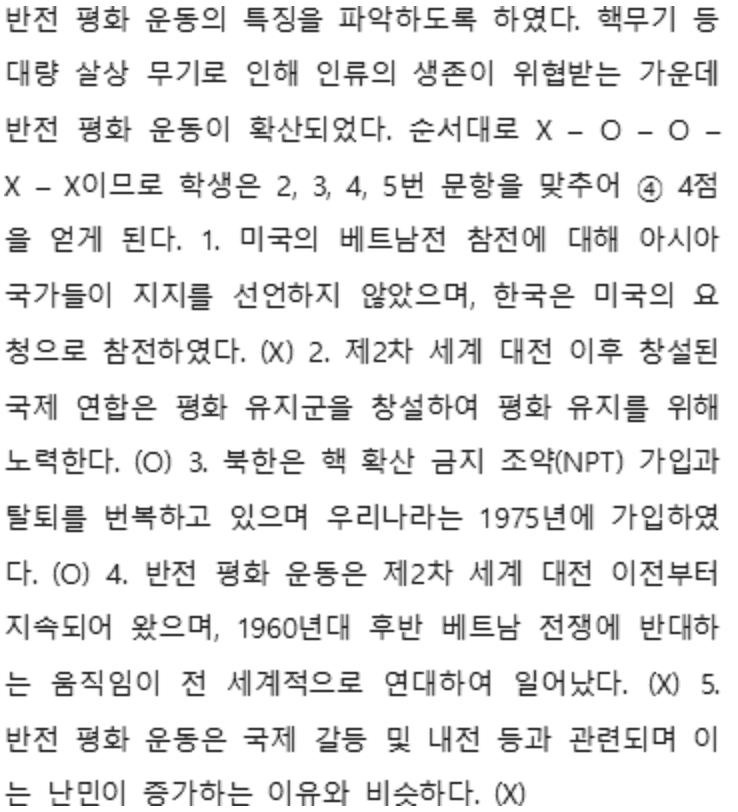 반전 평화 운동의 특징을 파악하도록 하였다. 핵무기 등
대량 살상 무기로 인해 인류의 생존이 위협받는 가운데
반전 평화 운동이 확산되었다. 순서대로 X – O – O –
X – X이므로 학생은 2, 3, 4, 5번 문항을 맞추어 ④ 4점
을 얻게 된다. 1. 미국의 베트남전 참전에 대해 아시아
국가들이 지지를 선언하지 않았으며, 한국은 미국의 요
청으로 참전하였다. (X) 2. 제2차 세계 대전 이후 창설된
국제 연합은 평화 유지군을 창설하여 평화 유지를 위해
노력한다. (O) 3. 북한은 핵 확산 금지 조약(NPT) 가입과
탈퇴를 번복하고 있으며 우리나라는 1975년에 가입하였
다. (O) 4. 반전 평화 운동은 제2차 세계 대전 이전부터
지속되어 왔으며, 1960년대 후반 베트남 전쟁에 반대하
는 움직임이 전 세계적으로 연대하여 일어났다. (X) 5.
반전 평화 운동은 국제 갈등 및 내전 등과 관련되며 이
는 난민이 증가하는 이유와 비슷하다. (X)